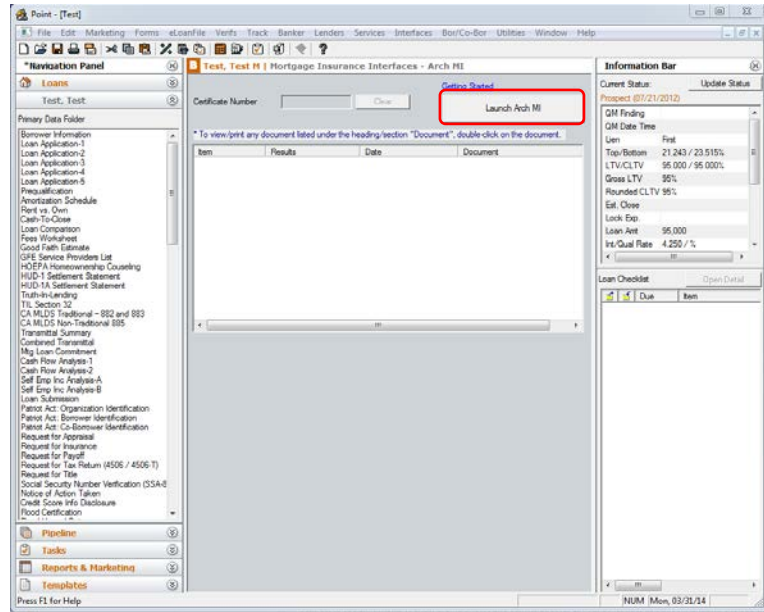 Point - [Test]
File Edit Marketing Forms eLoanFile Verifs Track Banker Lenders Services Interfaces Bor/Co-Bor Utilities Window Help
*Navigation Panel
Loans
Test, Test
Primary Data Folder
Borrower Information
Loan Application-1
Loan Application-2
Loan Application-3
Loan Application-4
Loan Application-5
Prequalification
Amortization Schedule
Rent vs. Own
Cash-To-Close
Loan Comparison
Fees Worksheet
Good Faith Estimate
GFE Service Providers List
HOEPA Homeownership Counseling
HUD-1 Settlement Statement
HUD-1A Settlement Statement
Truth-In-Lending
TIL Section 32
CA MLDS Traditional - 882 and 883
CA MLDS Non-Traditional 885
Transmittal Summary
Combined Transmittal
Mtg Loan Commitment
Cash Flow Analysis-1
Cash Flow Analysis-2
Self Emp Inc Analysis-A
Self Emp Inc Analysis-B
Loan Submission
Patriot Act: Organization Identification
Patriot Act: Borrower Identification
Patriot Act: Co-Borrower Identification
Request for Appraisal
Request for Insurance
Request for Payoff
Request for Tax Return (4506 / 4506-T)
Request for Title
Social Security Number Verification (SSA-8
Notice of Action Taken
Credit Score Info Disclosure
Flood Certification
Pipeline
Tasks
Reports & Marketing
Templates
Press F1 for Help
Test, Test M | Mortgage Insurance Interfaces - Arch MI
Getting Started
Certificate Number
Clear
Launch Arch MI
* To view/print any document listed under the heading/section "Document", double-click on the document.
Item Results Date Document
Information Bar
Current Status: Update Status
Prospect (07/21/2012)
QM Finding
QM Date Time
Lien First
Top/Bottom 21.243 / 23.515%
LTV/CLTV 95.000 / 95.000%
Gross LTV 95%
Rounded CLTV 95%
Est. Close
Lock Exp.
Loan Amt 95,000
Int/Qual Rate 4.250 / %
Loan Checklist Open Detail
Due Item
NUM Mon, 03/31/14